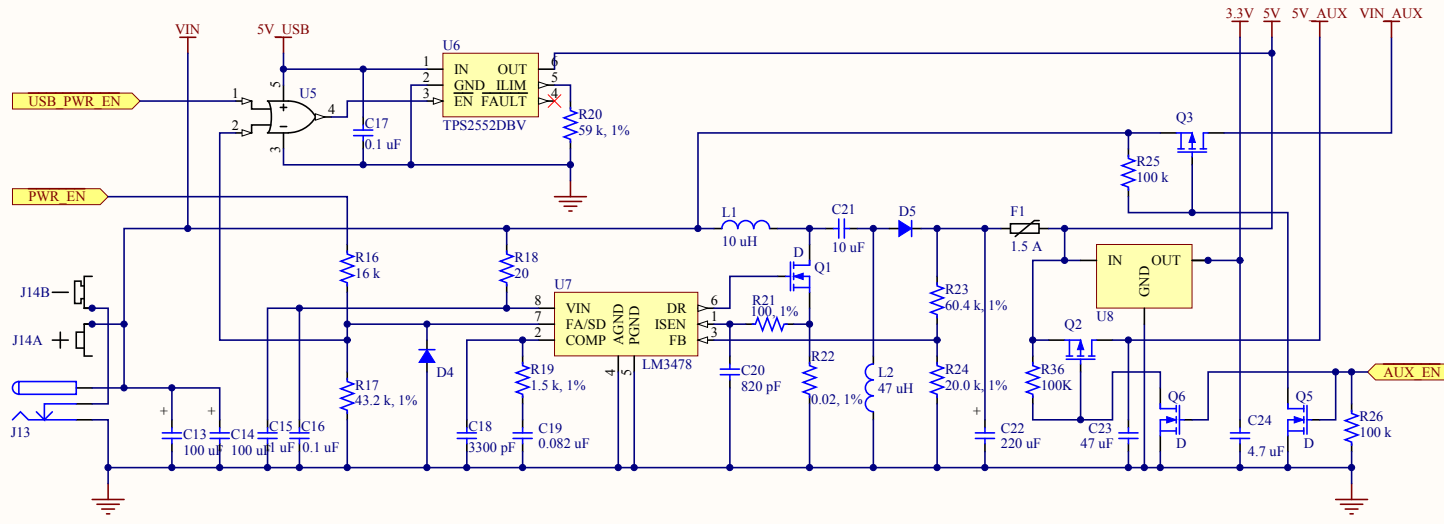 VIN
5V_USB
3.3V
5V
5V_AUX
VIN_AUX
USB_PWR_EN
1
2
5
3
4
U5
+
−
U6
1
2
3
IN
GND
EN
OUT
ILIM
FAULT
6
5
4
TPS2552DBV
C17
0.1 uF
R20
59 k, 1%
PWR_EN
R16
16 k
R18
20
L1
10 uH
C21
10 uF
D5
F1
1.5 A
Q3
R25
100 k
IN
OUT
GND
U8
D
Q1
U7
8
7
2
VIN
FA/SD
COMP
AGND
PGND
DR
ISEN
FB
6
1
3
4
5
LM3478
R21
100, 1%
R23
60.4 k, 1%
J14B
J14A
+
J13
D4
R17
43.2 k, 1%
R19
1.5 k, 1%
C20
820 pF
R22
0.02, 1%
L2
47 uH
R24
20.0 k, 1%
Q2
R36
100K
AUX_EN
Q6
D
Q5
D
R26
100 k
+
C13
100 uF
+
C14
100 uF
C15
1 uF
C16
0.1 uF
C18
3300 pF
C19
0.082 uF
+
C22
220 uF
C23
47 uF
C24
4.7 uF